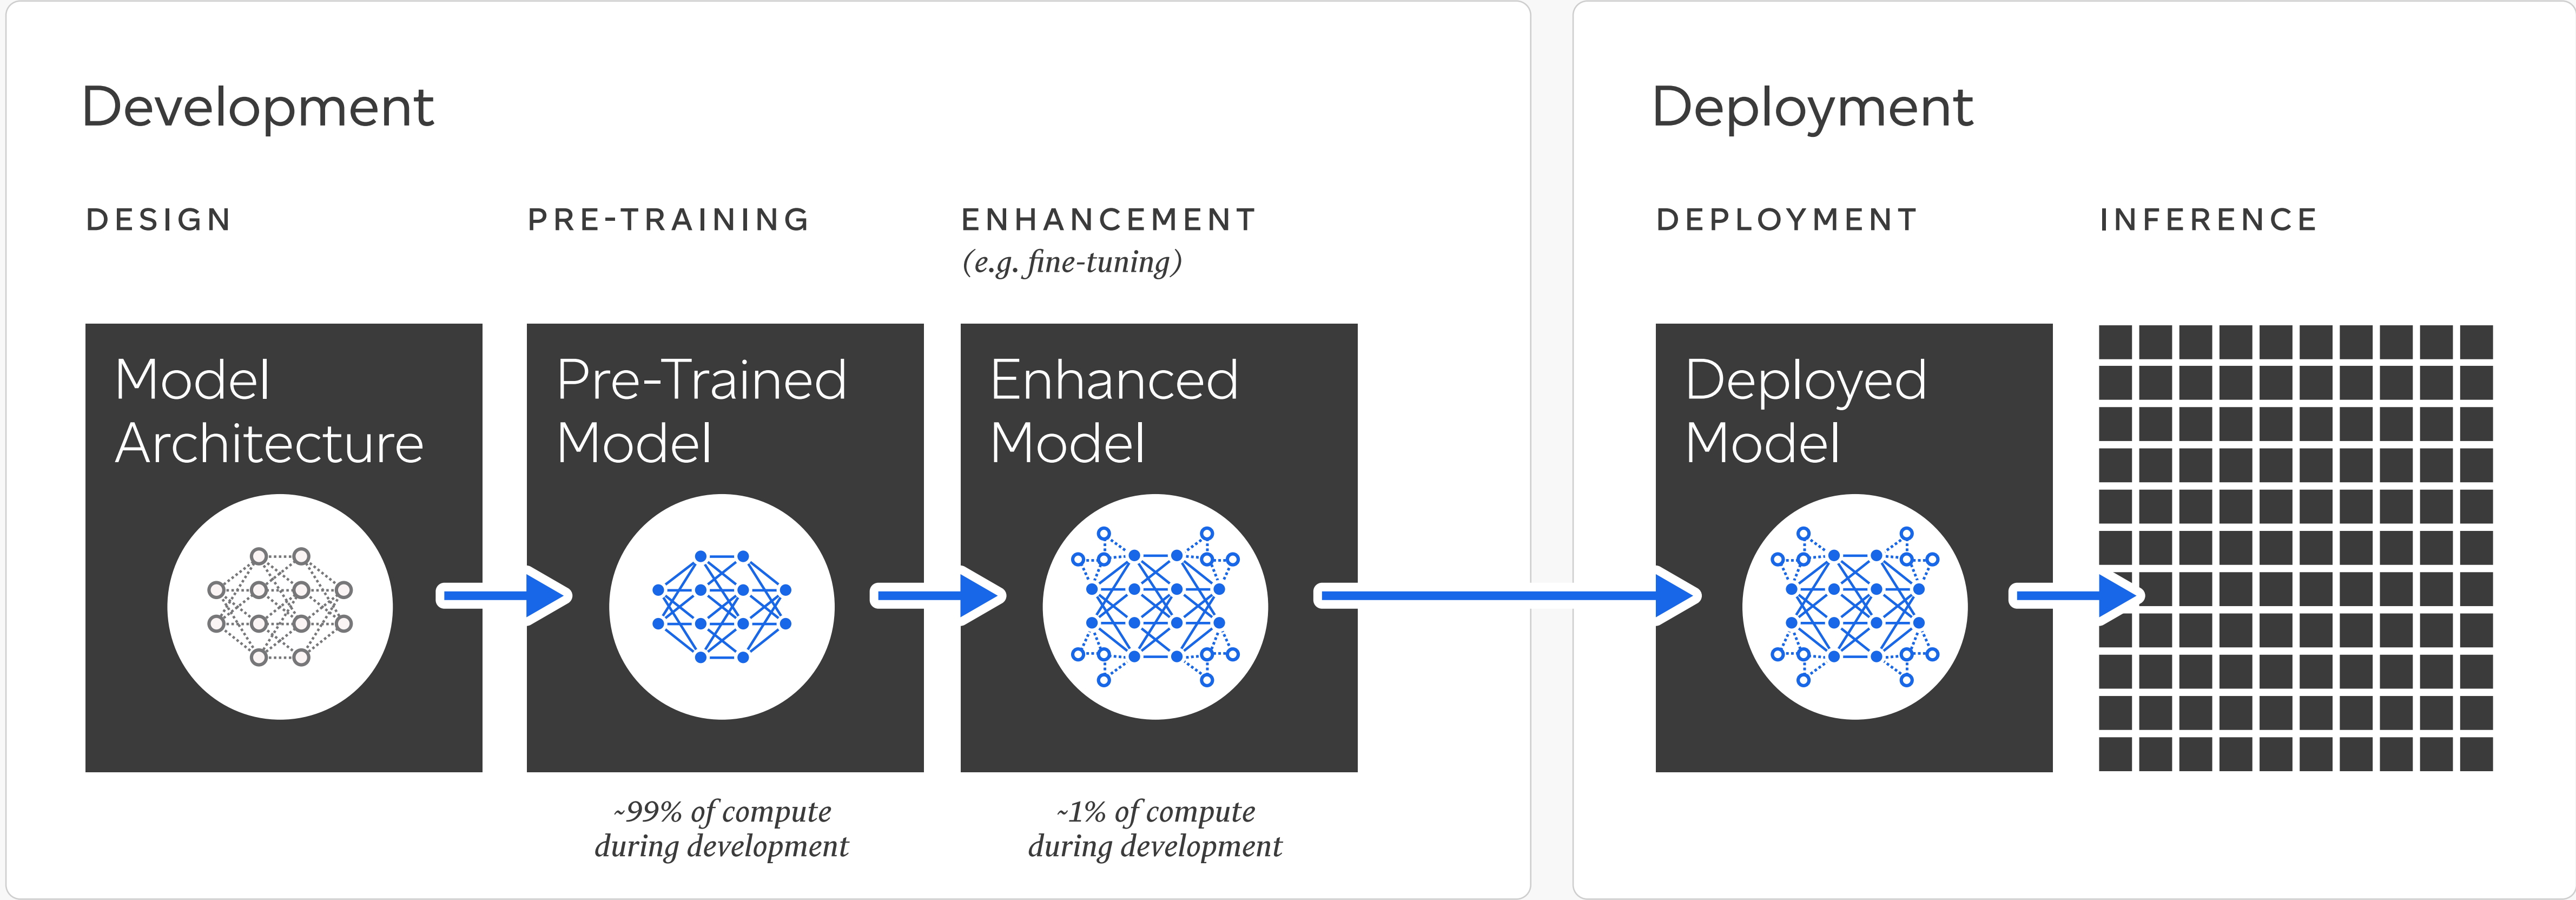 Development
DESIGN
Model
Architecture
PRE-TRAINING
Pre-Trained
Model
~99% of compute
during development
ENHANCEMENT
(e.g. fine-tuning)
Enhanced
Model
~1% of compute
during development
Deployment
DEPLOYMENT
Deployed
Model
INFERENCE